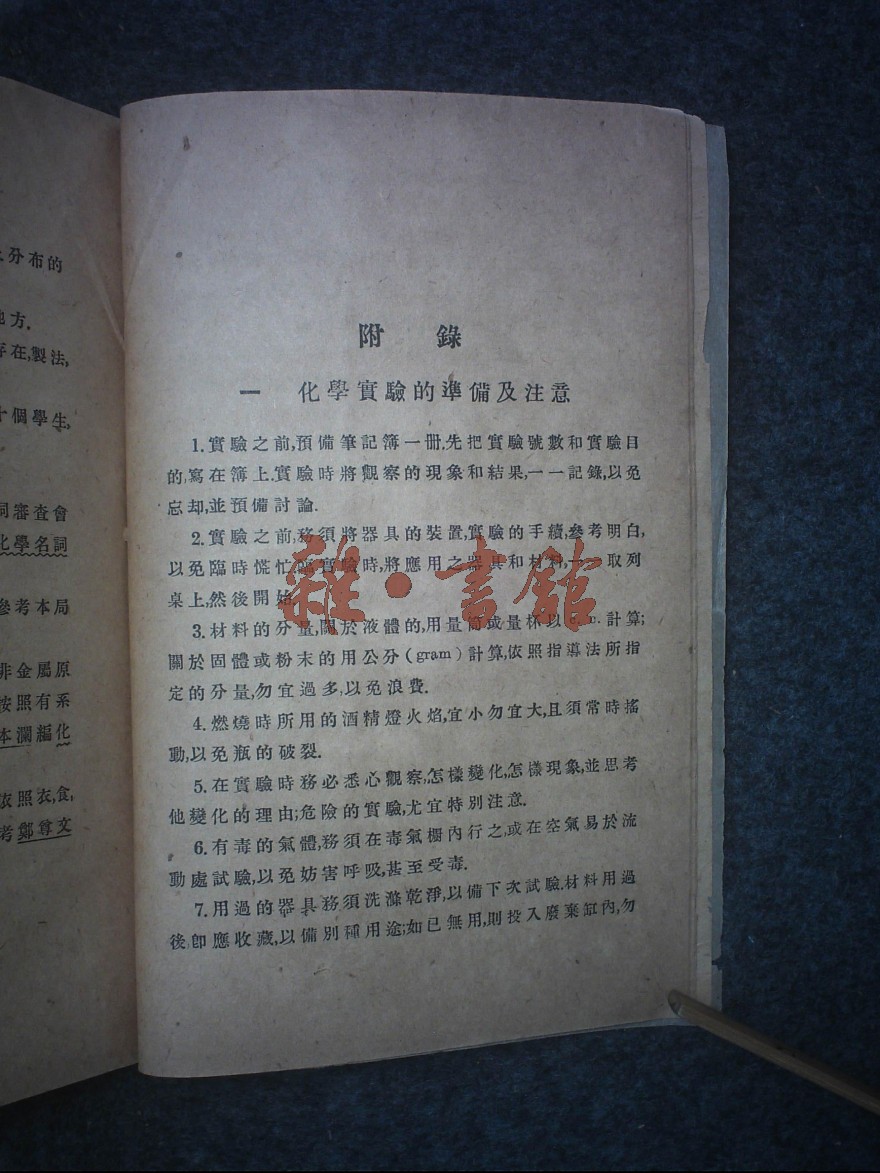 分布的
地方.
存在,製法,
十個學生,
詞審查會
化學名詞
參考本局
非金屬原
按照有系
本瀾編化
依照衣,食,
考鄭尊文
附錄
一 化學實驗的準備及注意
1.實驗之前,預備筆記簿一册.先把實驗號數和實驗目
的,寫在簿上.實驗時將觀察的現象和結果,一一記錄,以免
忘却,並預備討論.
2.實驗之前,務須將器具的裝置,實驗的手續,參考明白,
以免臨時慌忙.臨實驗時,將應用之器具和材料,一一取列
桌上,然後開始.
3.材料的分量,關於液體的,用量筒或量杯以c.c.計算;
關於固體或粉末的用公分(gram)計算,依照指導法所指
定的分量,勿宜過多,以免浪費.
4.燃燒時所用的酒精燈火焰,宜小勿宜大,且須常時搖
動,以免瓶的破裂.
5.在實驗時務必悉心觀察,怎樣變化,怎樣現象,並思考
他變化的理由;危險的實驗,尤宜特別注意.
6.有毒的氣體,務須在毒氣櫥內行之,或在空氣易於流
動處試驗,以免妨害呼吸,甚至受毒.
7.用過的器具務須洗滌乾淨,以備下次試驗.材料用過
後,卽應收藏,以備別種用途;如已無用,則投入廢棄缸內,勿
雜·書館